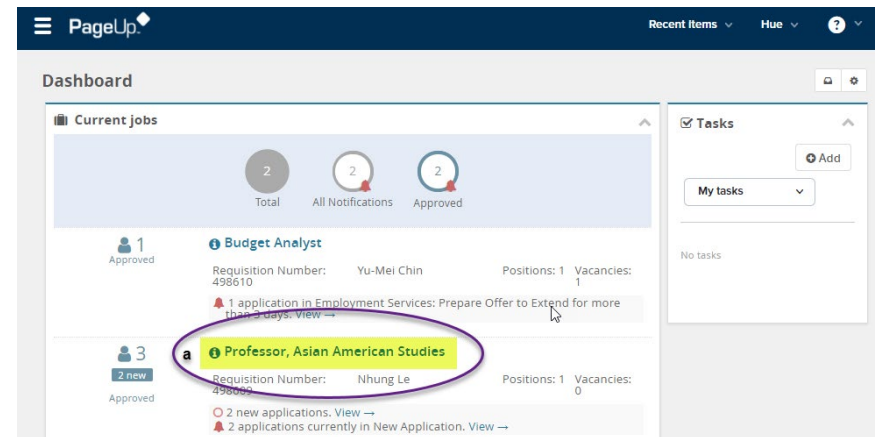 PageUp.
Recent Items
Hue
?
Dashboard
Current jobs
2
2
2
Total
All Notifications
Approved
1
Approved
Budget Analyst
Requisition Number: 498610
Yu-Mei Chin
Positions: 1
Vacancies: 1
1 application in Employment Services: Prepare Offer to Extend for more
than 3 days. View →
a
3
2 new
Approved
Professor, Asian American Studies
Requisition Number: 498609
Nhung Le
Positions: 1
Vacancies: 0
2 new applications. View →
2 applications currently in New Application. View →
Tasks
Add
My tasks
No tasks